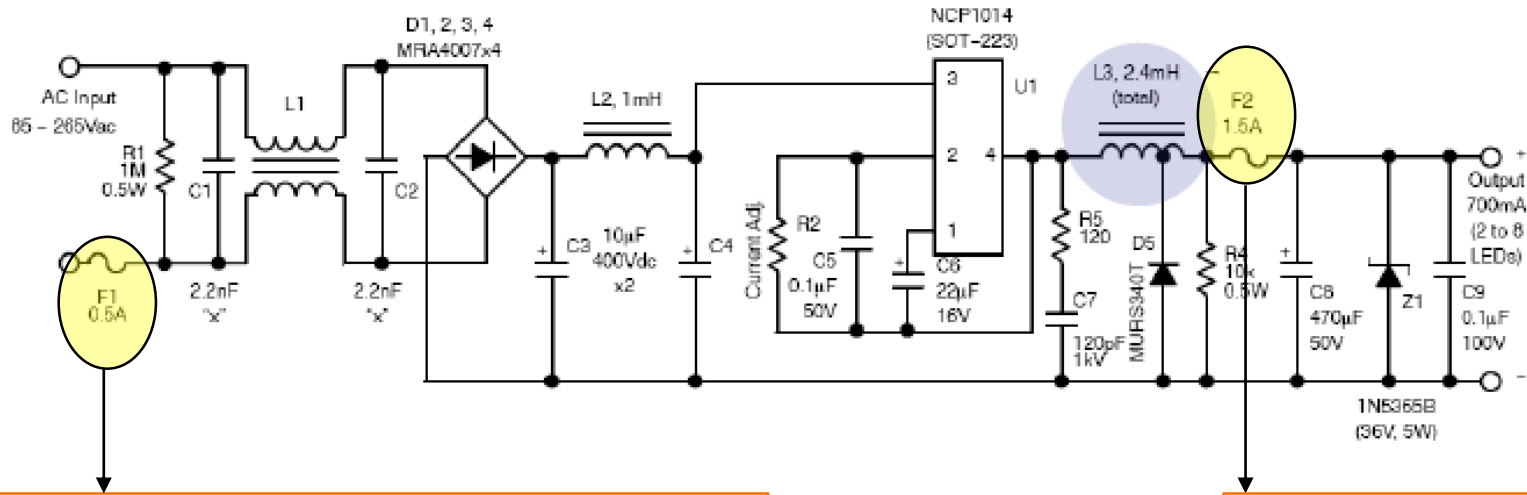 D1, 2, 3, 4
MRA4007x4
NCP1014
(SOT-223)
3
U1
L3, 2.4mH
(total)
F2
1.5A
AC Input
85 - 265Vac
L1
L2, 1mH
R1
1M
0.5W
C1
C2
2
4
+
Output
700mA
(2 to 8
LEDs)
Current Adj.
R2
1
R5
120
D5
MURS340T
R4
10k
0.5W
+
C3
10µF
400Vdc
x2
+
C4
C5
0.1µF
50V
+
C6
22µF
16V
C7
120pF
1kV
+
C8
470µF
50V
Z1
C9
0.1µF
100V
F1
0.5A
2.2nF
"x"
2.2nF
"x"
-
1N5365B
(36V, 5W)